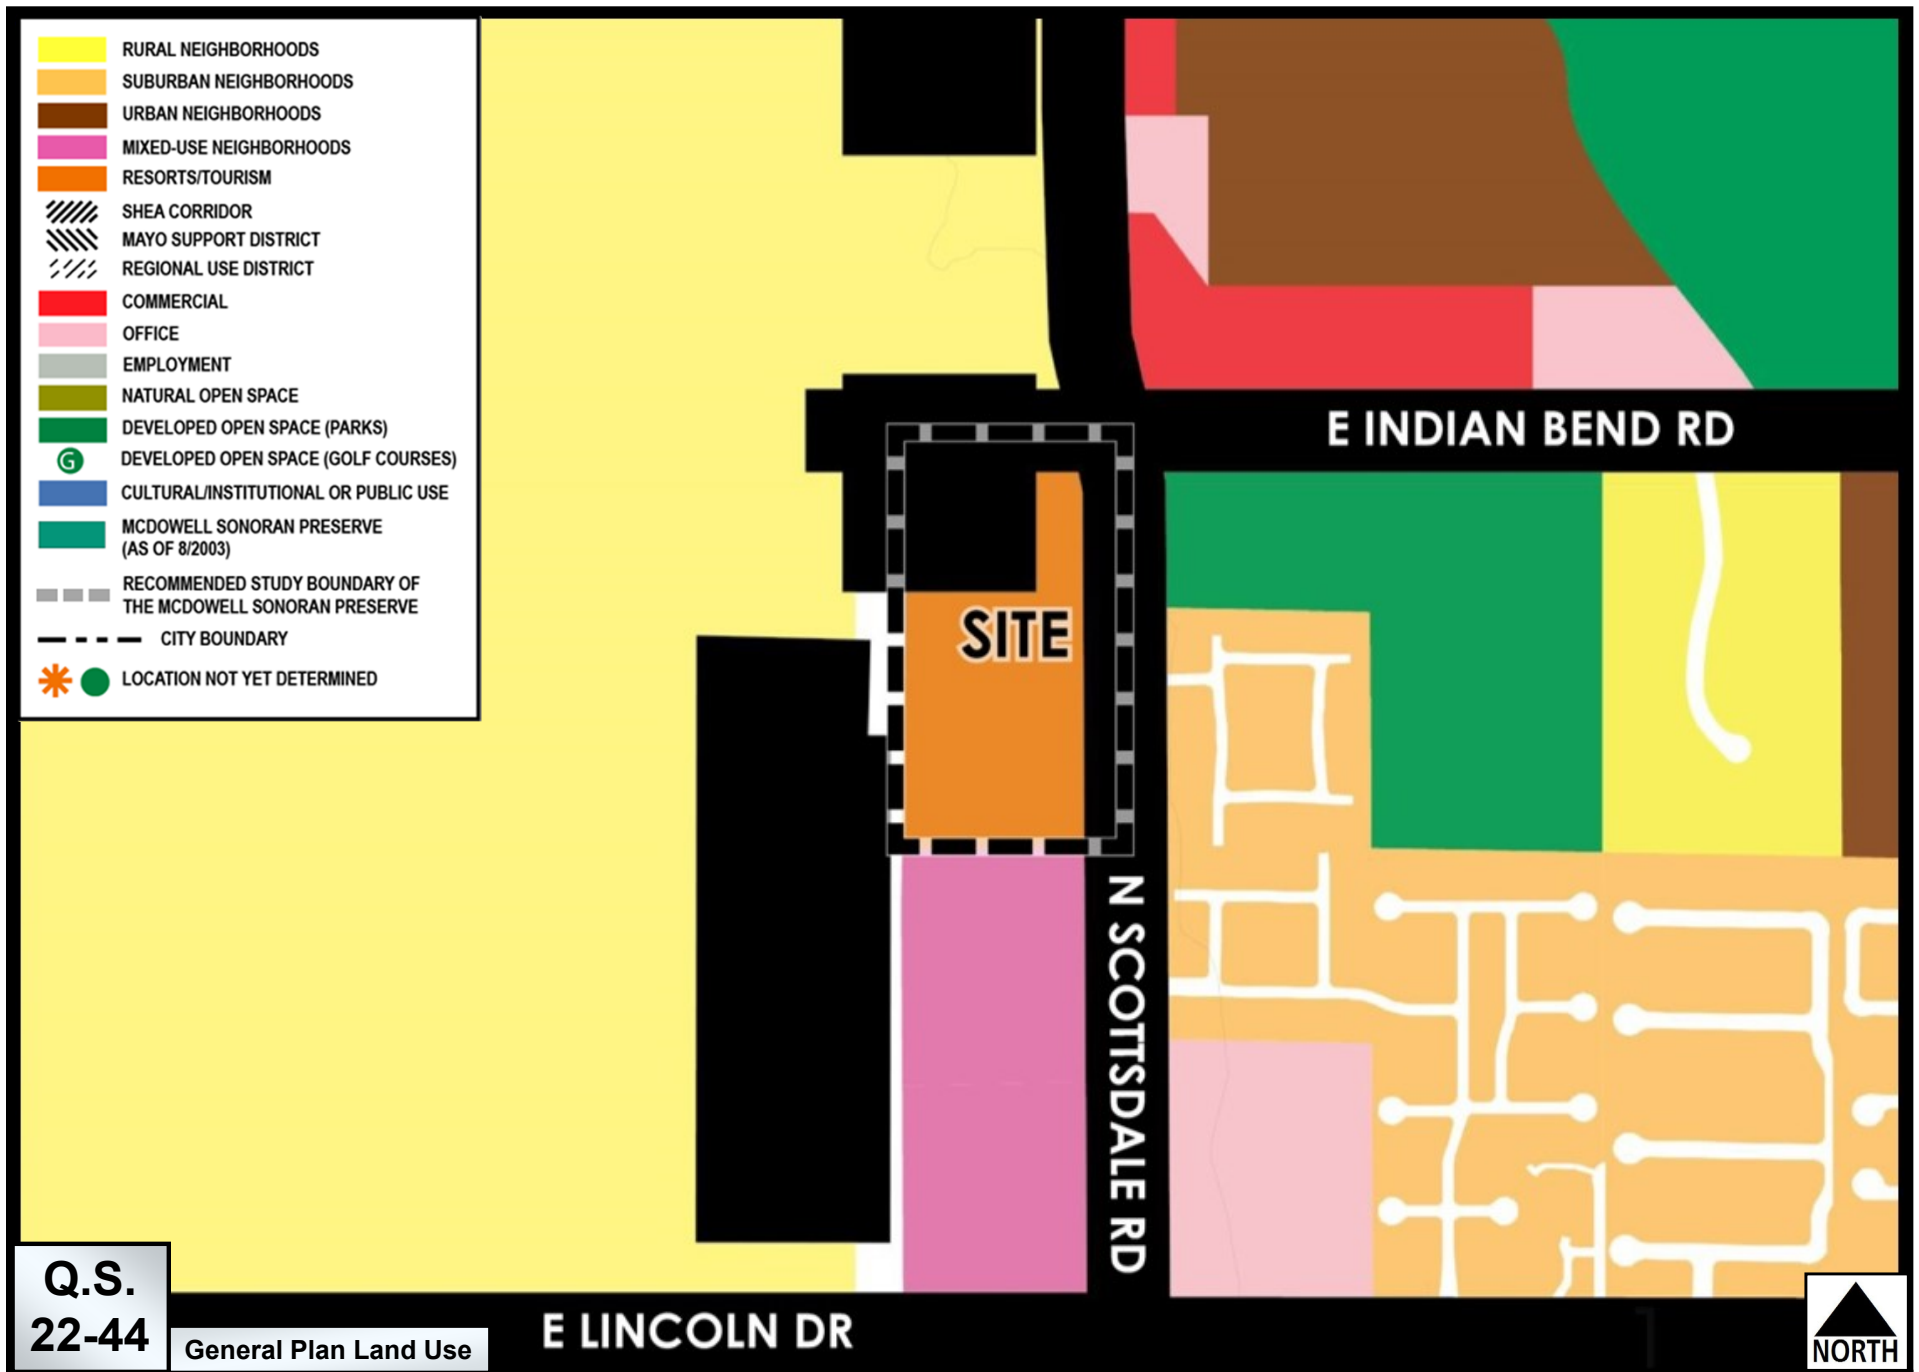 RURAL NEIGHBORHOODS
SUBURBAN NEIGHBORHOODS
URBAN NEIGHBORHOODS
MIXED-USE NEIGHBORHOODS
RESORTS/TOURISM
SHEA CORRIDOR
MAYO SUPPORT DISTRICT
REGIONAL USE DISTRICT
COMMERCIAL
OFFICE
EMPLOYMENT
NATURAL OPEN SPACE
DEVELOPED OPEN SPACE (PARKS)
G
DEVELOPED OPEN SPACE (GOLF COURSES)
CULTURAL/INSTITUTIONAL OR PUBLIC USE
MCDOWELL SONORAN PRESERVE
(AS OF 8/2003)
RECOMMENDED STUDY BOUNDARY OF
THE MCDOWELL SONORAN PRESERVE
CITY BOUNDARY
LOCATION NOT YET DETERMINED
E INDIAN BEND RD
SITE
N SCOTTSDALE RD
E LINCOLN DR
Q.S.
22-44
General Plan Land Use
1
NORTH